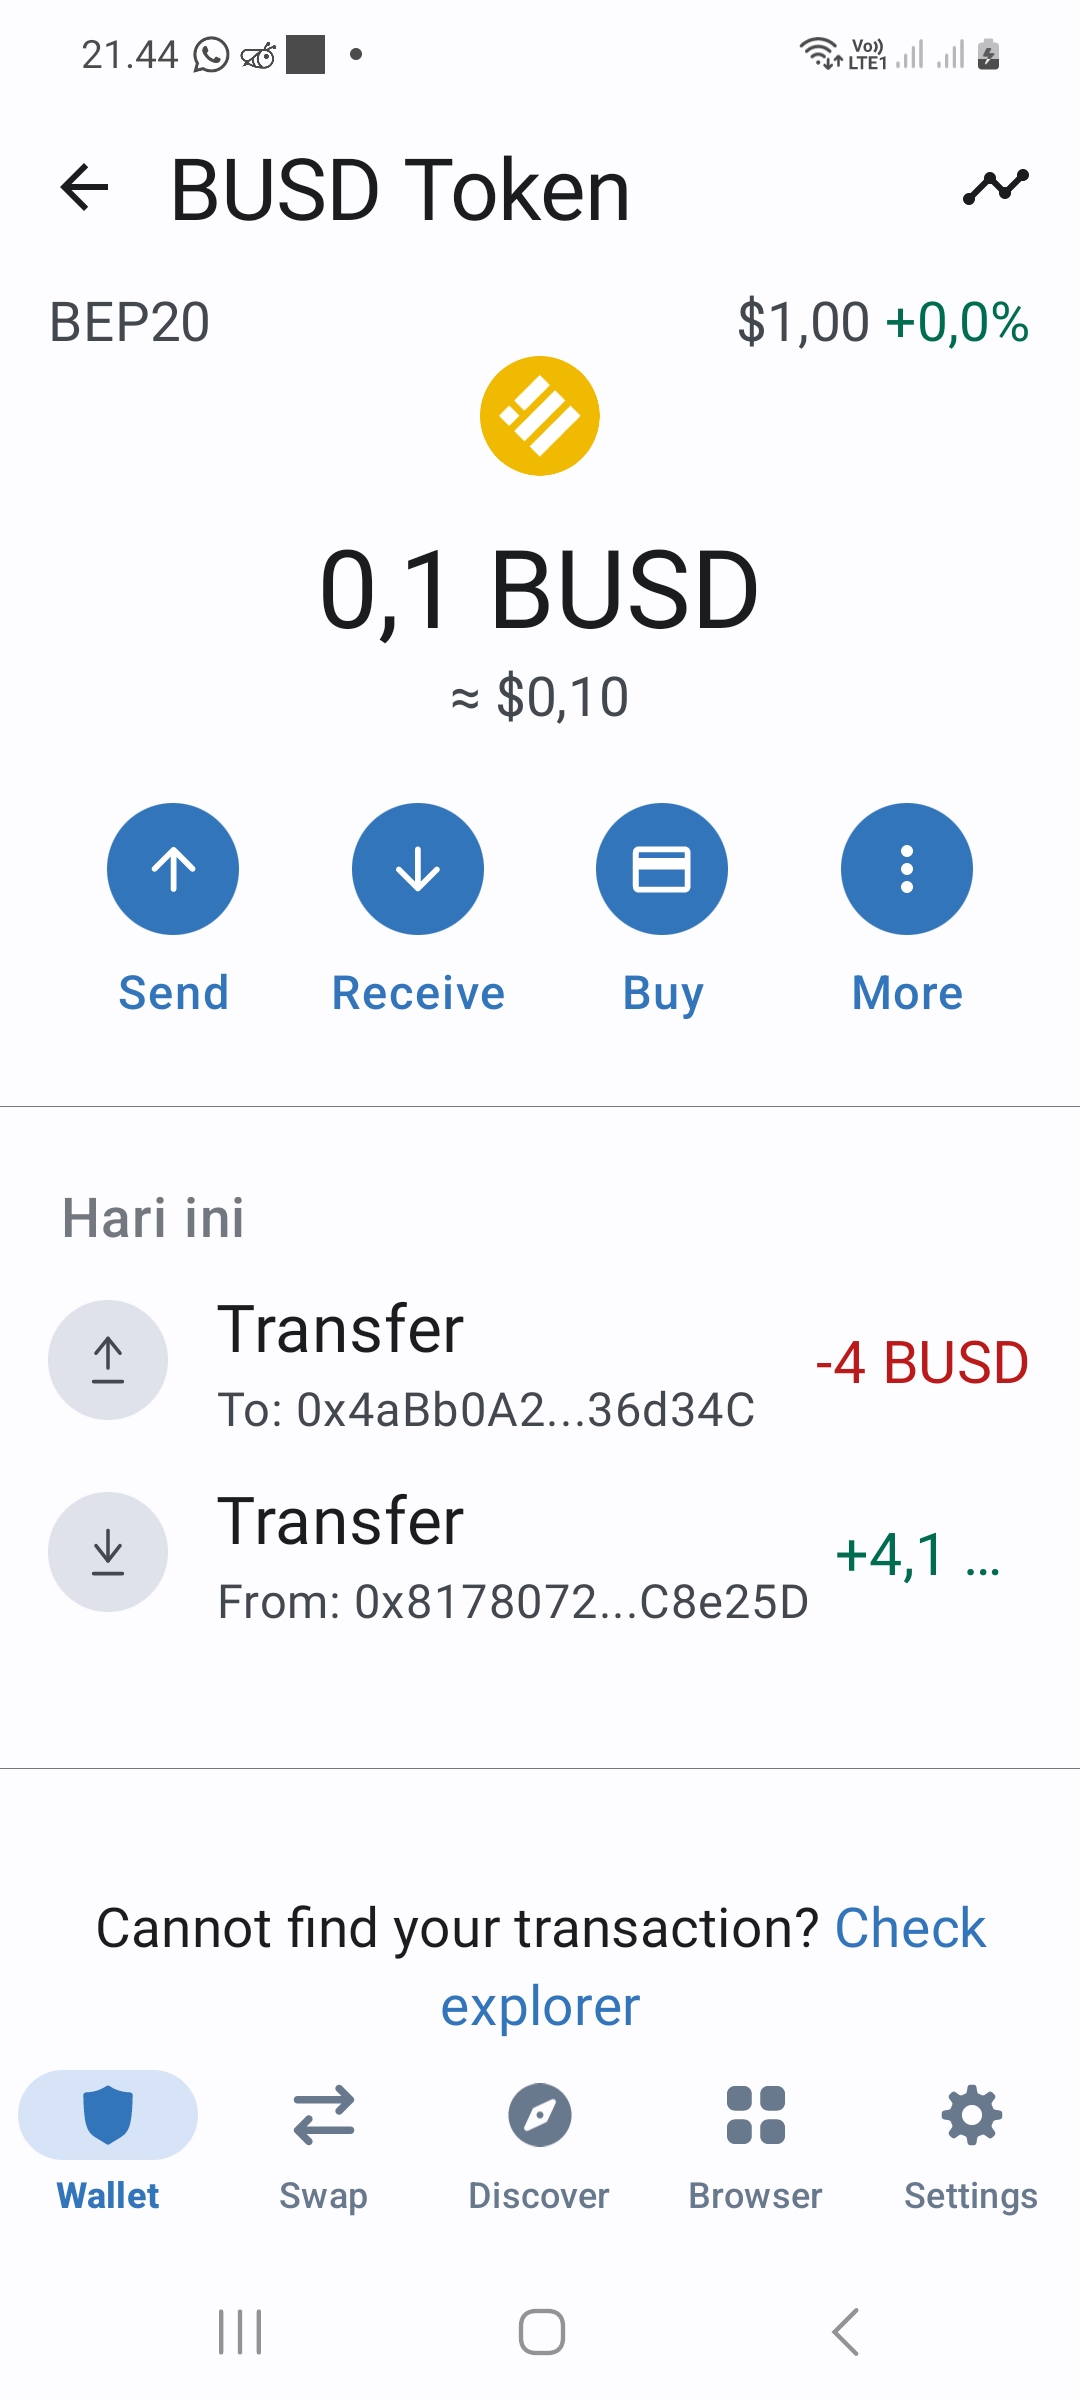 21.44
Vo)) LTE1
BUSD Token
BEP20
$1,00 +0,0%
0,1 BUSD
≈ $0,10
Send Receive Buy More
Hari ini
Transfer
-4 BUSD
To: 0x4aBb0A2...36d34C
Transfer
+4,1 ...
From: 0x8178072...C8e25D
Cannot find your transaction? Check
explorer
Wallet Swap Discover Browser Settings